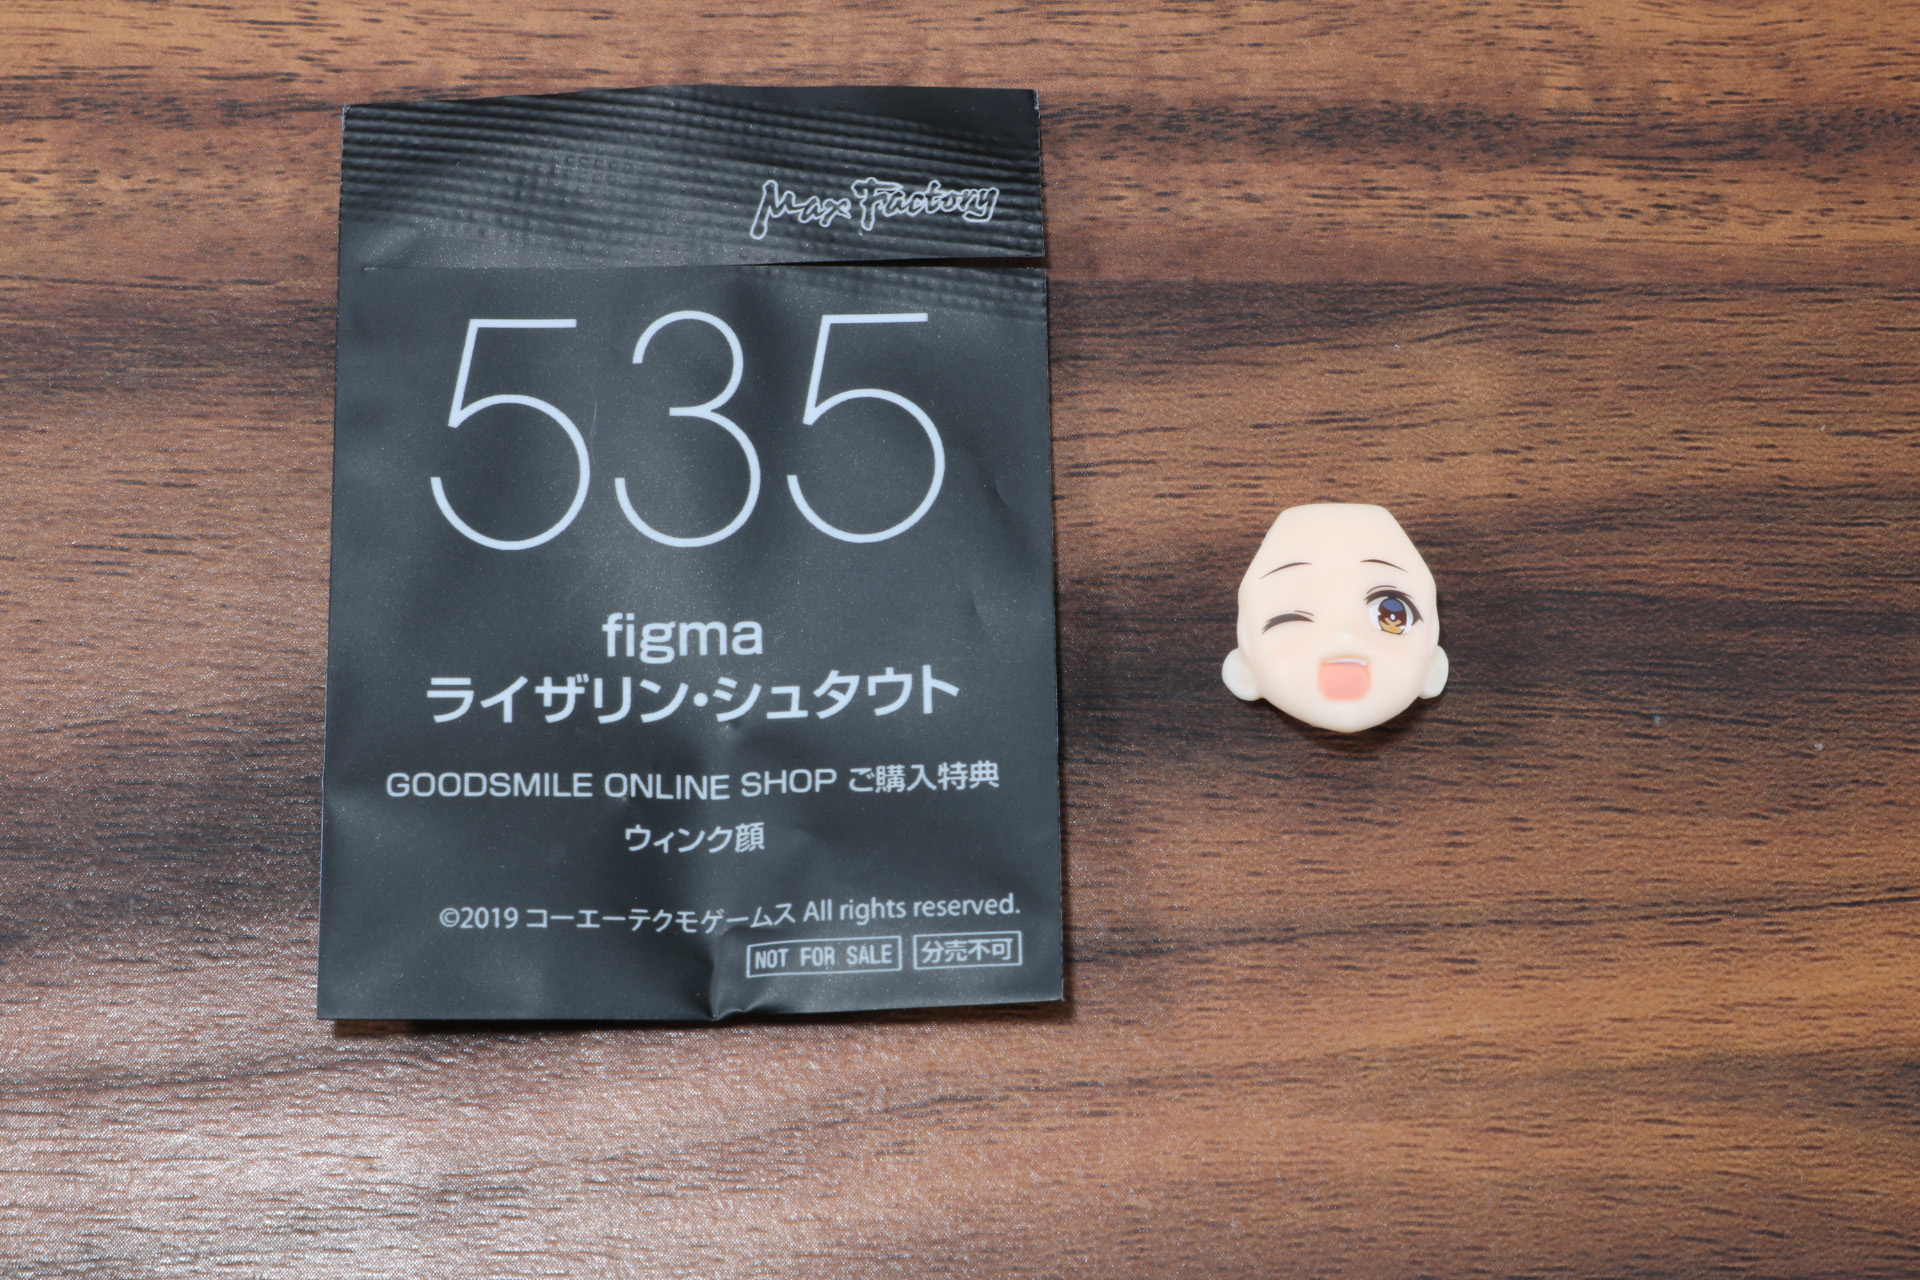 Max Factory
535
figma
ライザリン・シュタウト
GOODSMILE ONLINE SHOP ご購入特典
ウィンク顔
©2019 コーエーテクモゲームス All rights reserved.
NOT FOR SALE 分売不可